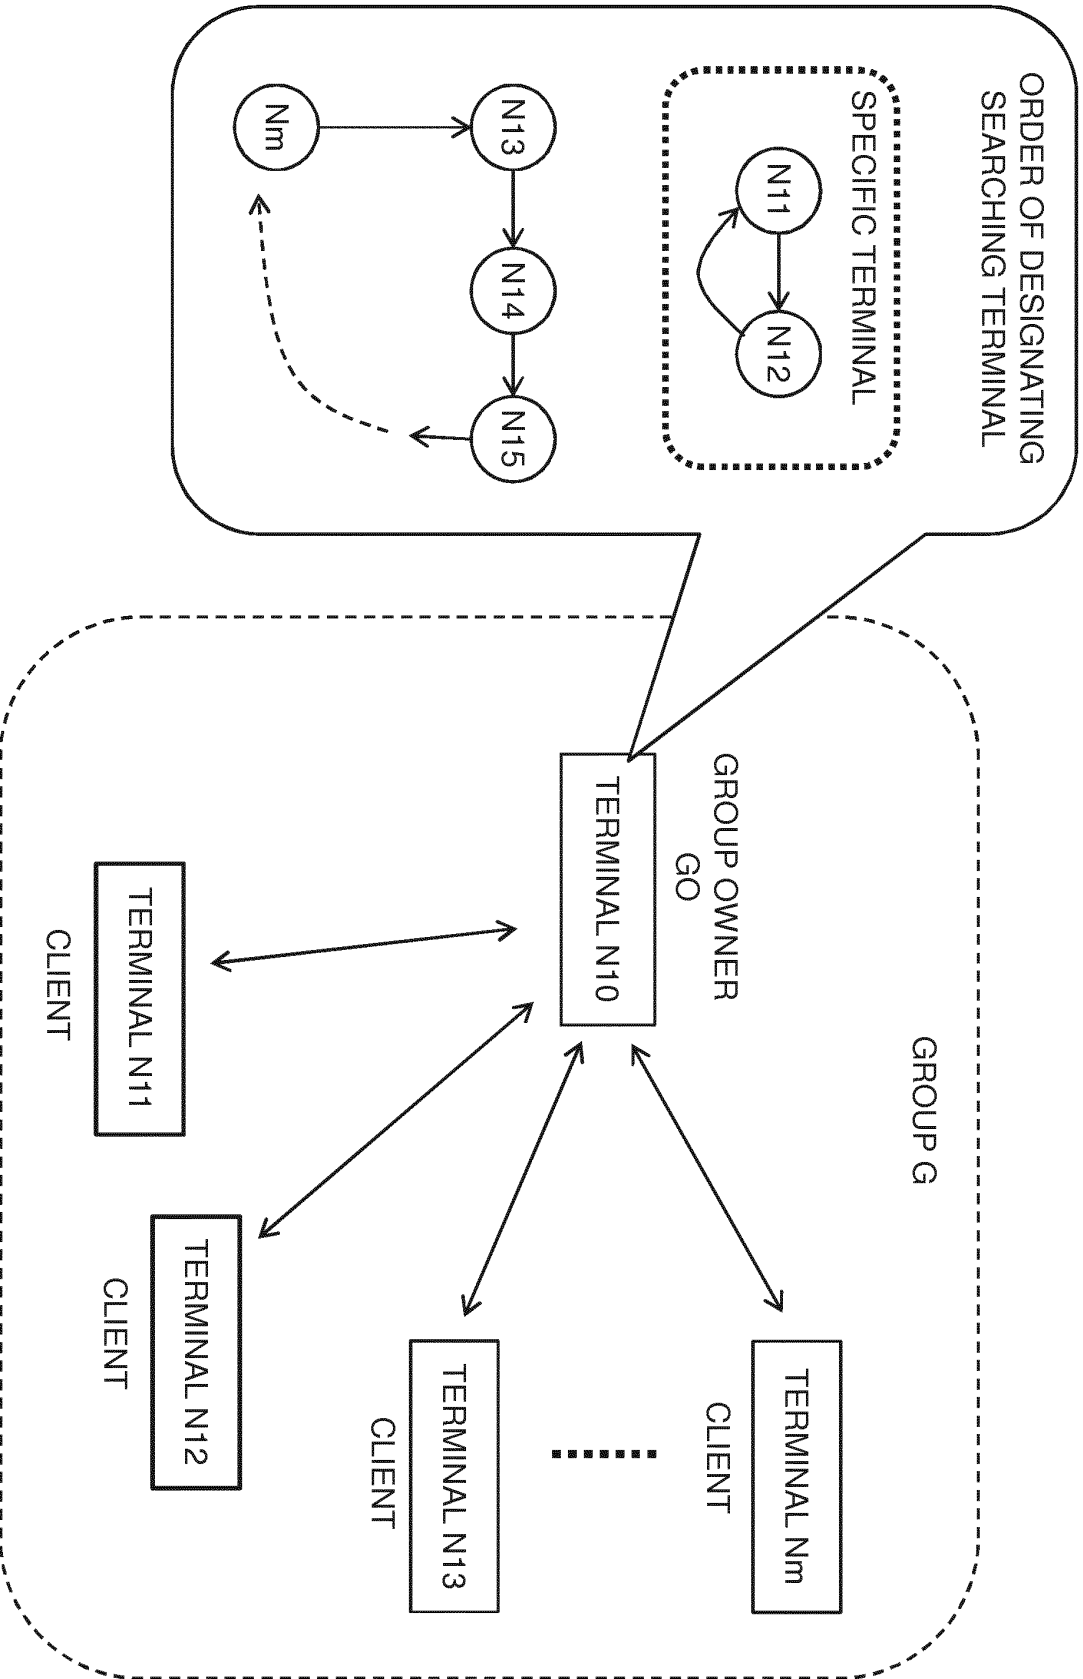 ORDER OF DESIGNATING
SEARCHING TERMINAL
SPECIFIC TERMINAL
N11
N12
N13
N14
N15
Nm
GROUP G
GROUP OWNER
GO
TERMINAL N10
TERMINAL Nm
CLIENT
TERMINAL N13
CLIENT
TERMINAL N12
CLIENT
TERMINAL N11
CLIENT